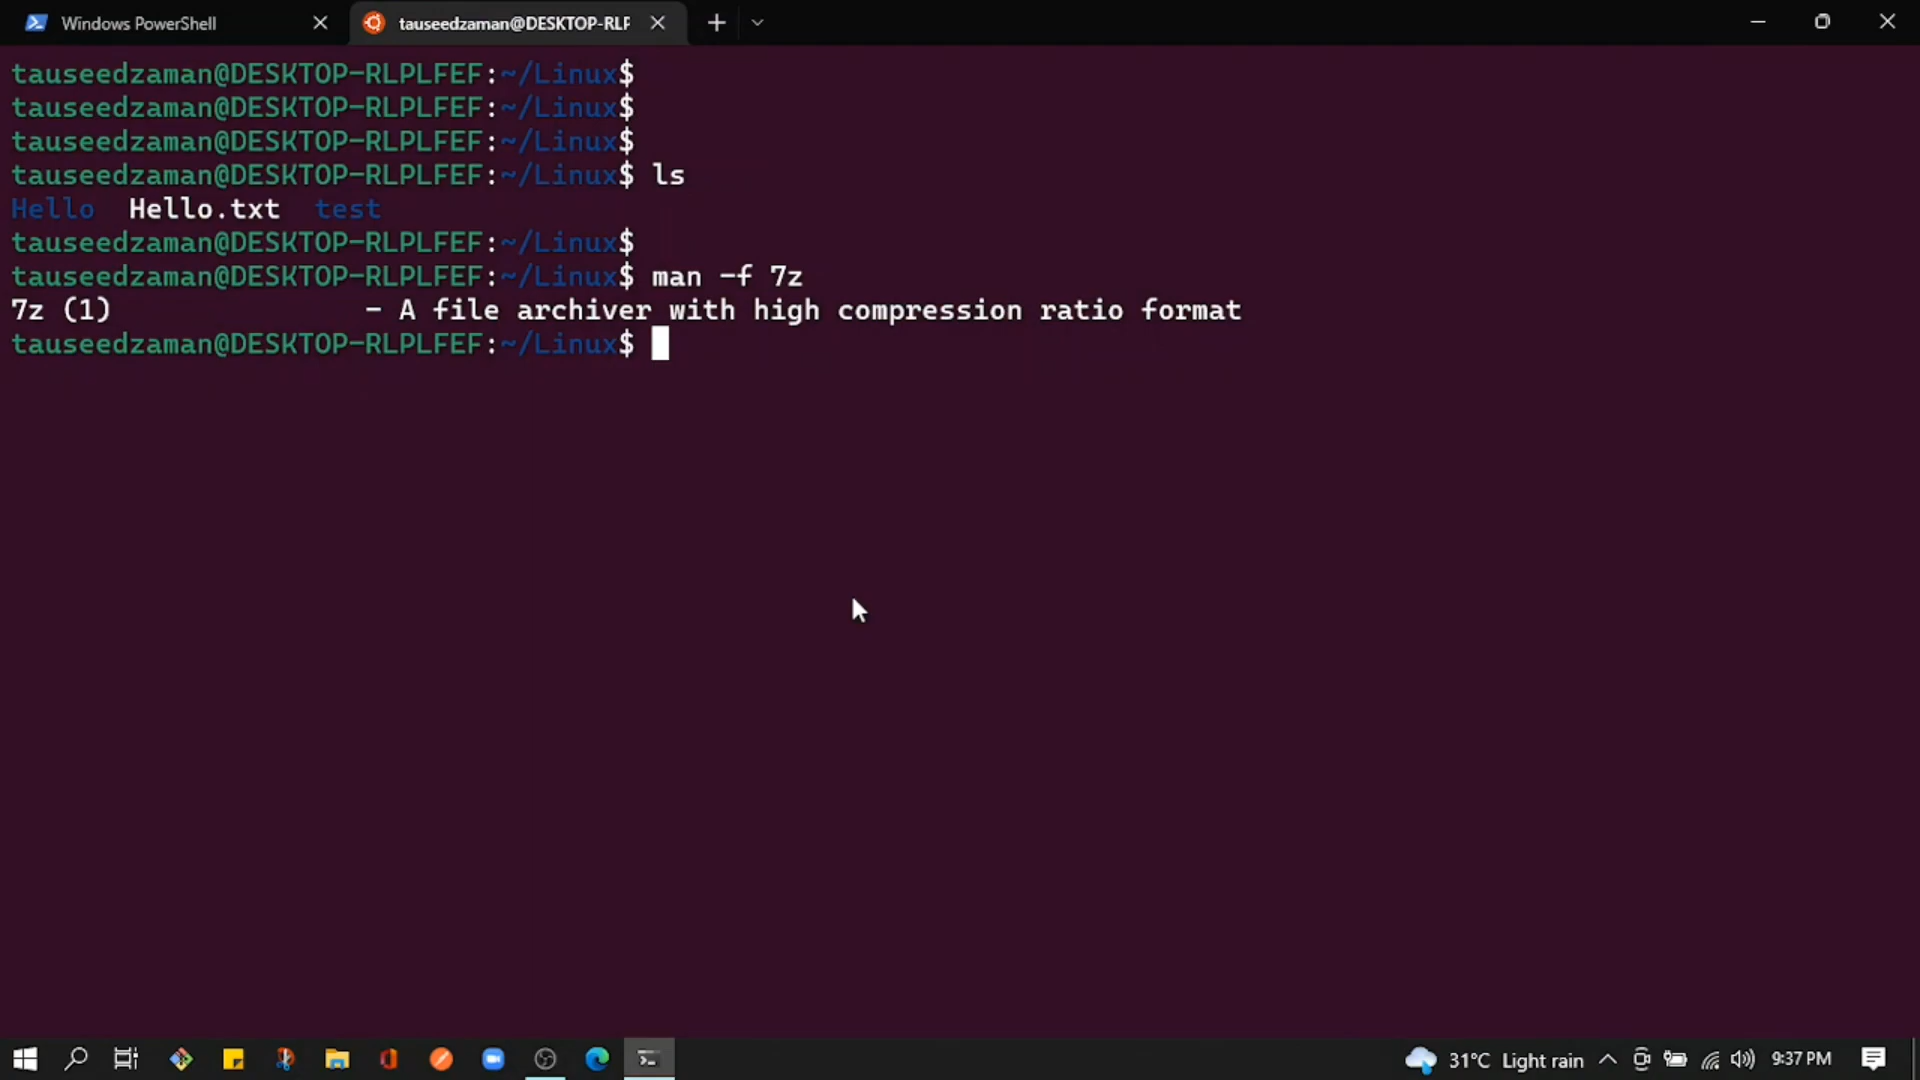 Windows PowerShell
tauseedzaman@DESKTOP-RLP
tauseedzaman@DESKTOP-RLPLFEF:~/Linux$
tauseedzaman@DESKTOP-RLPLFEF:~/Linux$
tauseedzaman@DESKTOP-RLPLFEF:~/Linux$
tauseedzaman@DESKTOP-RLPLFEF:~/Linux$ ls
Hello Hello.txt test
tauseedzaman@DESKTOP-RLPLFEF:~/Linux$
tauseedzaman@DESKTOP-RLPLFEF:~/Linux$ man -f 7z
7z (1) - A file archiver with high compression ratio format
tauseedzaman@DESKTOP-RLPLFEF:~/Linux$
31°C Light rain 9:37 PM